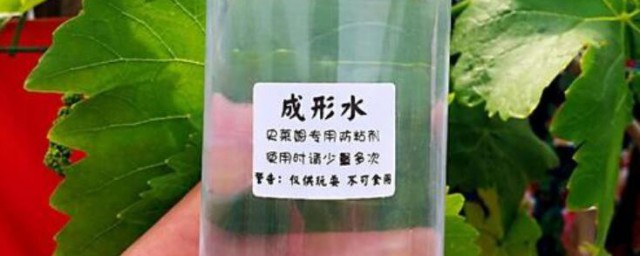 成形水
贝莱姆专用防粘剂
使用时请少量多次
警告：仅供玩耍 不可食用